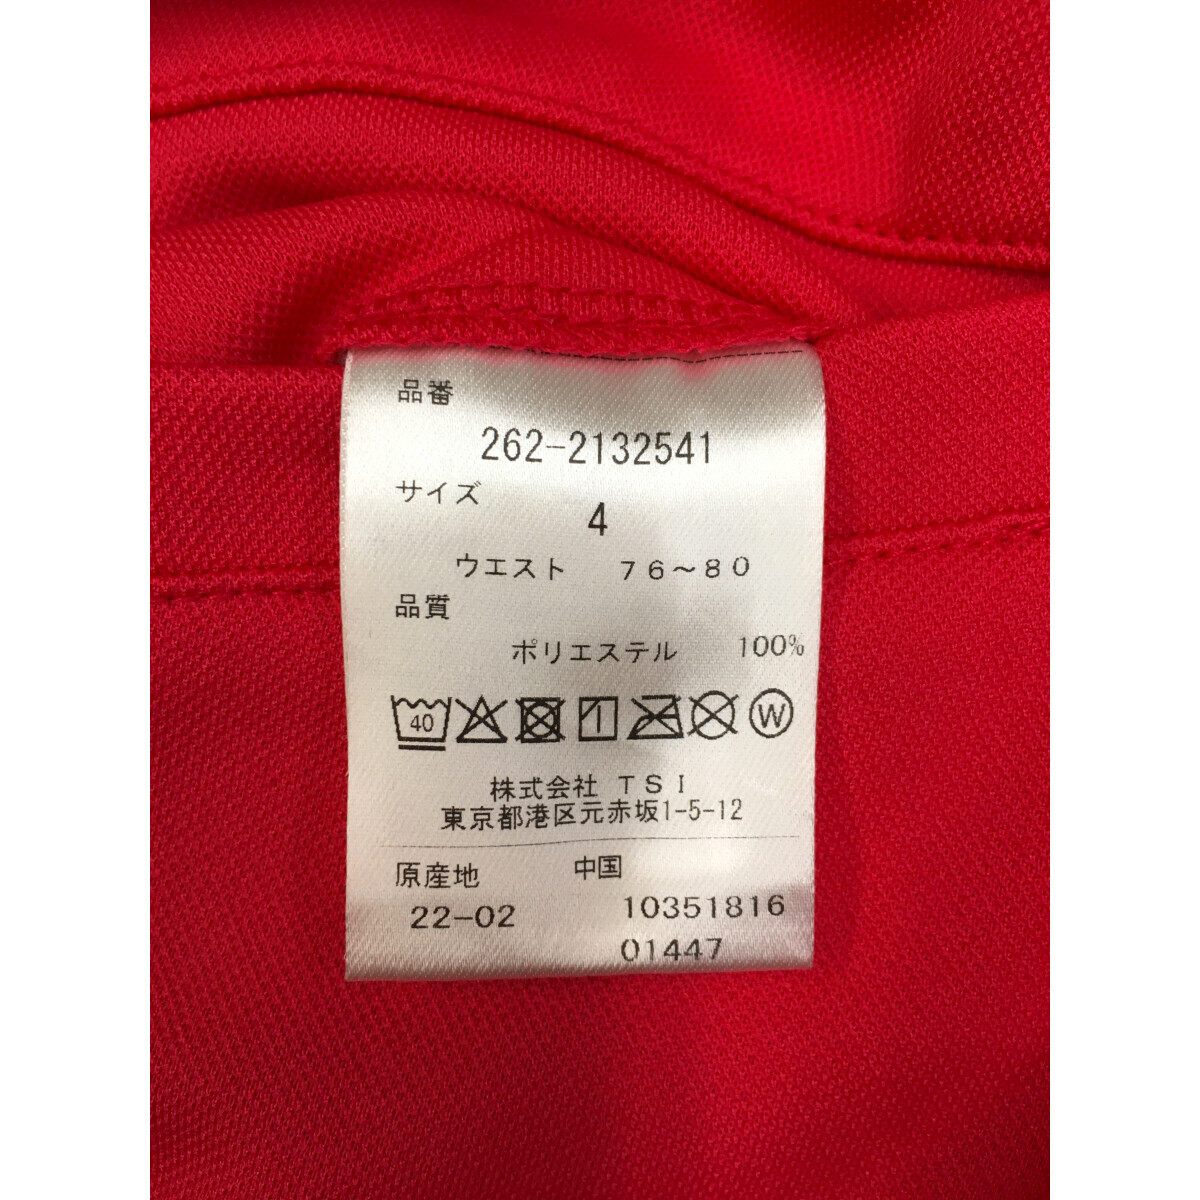 品番
262-2132541
サイズ
4
ウエスト 76～80
品質
ポリエステル 100%
40 W
株式会社 TSI
東京都港区元赤坂1-5-12
原産地 中国
22-02 10351816
01447